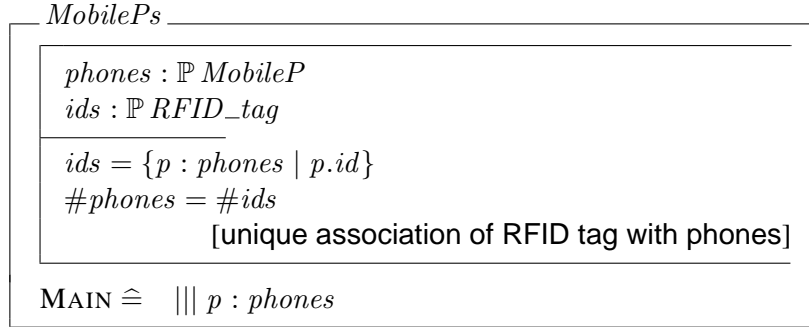 MobilePs
phones : ℙ MobileP
ids : ℙ RFID_tag
ids = {p : phones | p.id}
#phones = #ids
[unique association of RFID tag with phones]
MAIN ≙ ||| p : phones